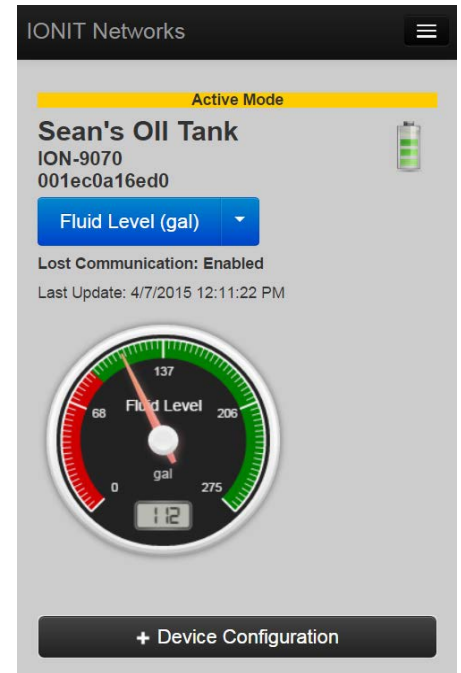 IONIT Networks
Active Mode
Sean's OIl Tank
ION-9070
001ec0a16ed0
Fluid Level (gal)
Lost Communication: Enabled
Last Update: 4/7/2015 12:11:22 PM
137
68 Fluid Level 206
gal
0 275
112
+ Device Configuration